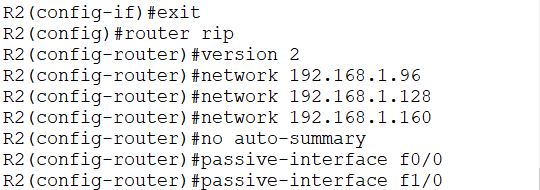 R2(config-if)#exit
R2(config)#router rip
R2(config-router)#version 2
R2(config-router)#network 192.168.1.96
R2(config-router)#network 192.168.1.128
R2(config-router)#network 192.168.1.160
R2(config-router)#no auto-summary
R2(config-router)#passive-interface f0/0
R2(config-router)#passive-interface f1/0